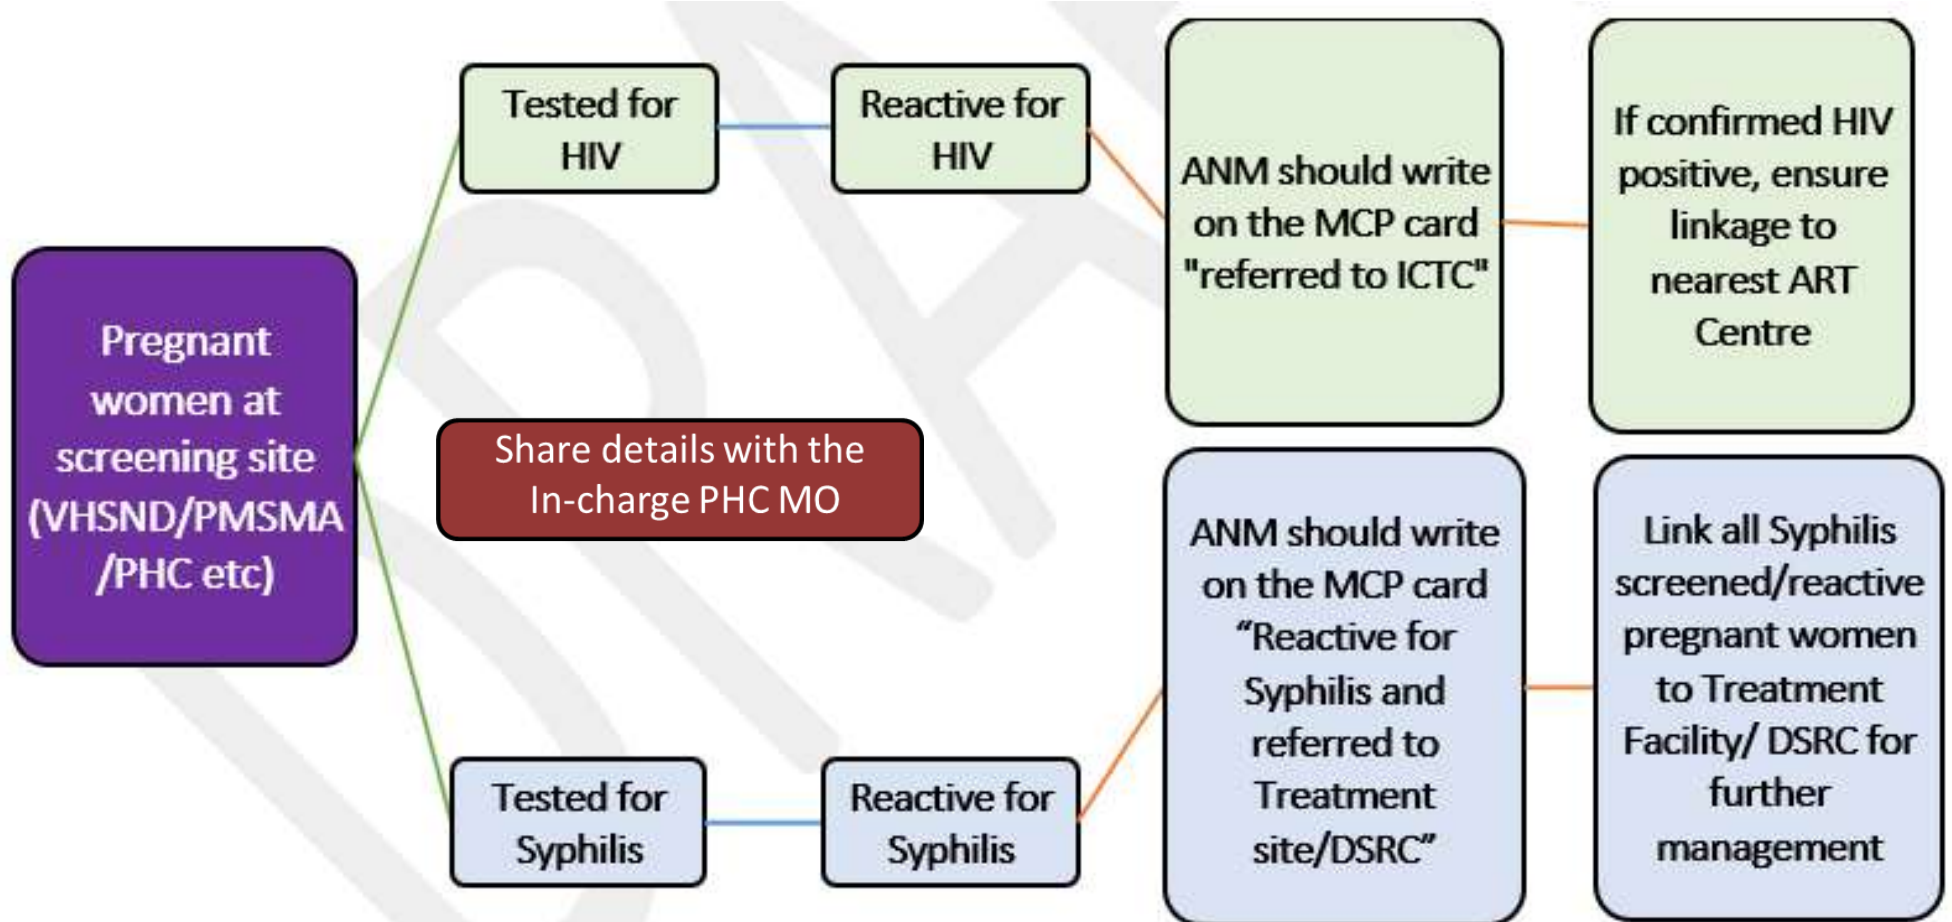 Pregnant
women at
screening site
(VHSND/PMSMA
/PHC etc)
Tested for
HIV
Reactive for
HIV
ANM should write
on the MCP card
"referred to ICTC"
If confirmed HIV
positive, ensure
linkage to
nearest ART
Centre
Share details with the
In-charge PHC MO
Tested for
Syphilis
Reactive for
Syphilis
ANM should write
on the MCP card
“Reactive for
Syphilis and
referred to
Treatment
site/DSRC”
Link all Syphilis
screened/reactive
pregnant women
to Treatment
Facility/ DSRC for
further
management